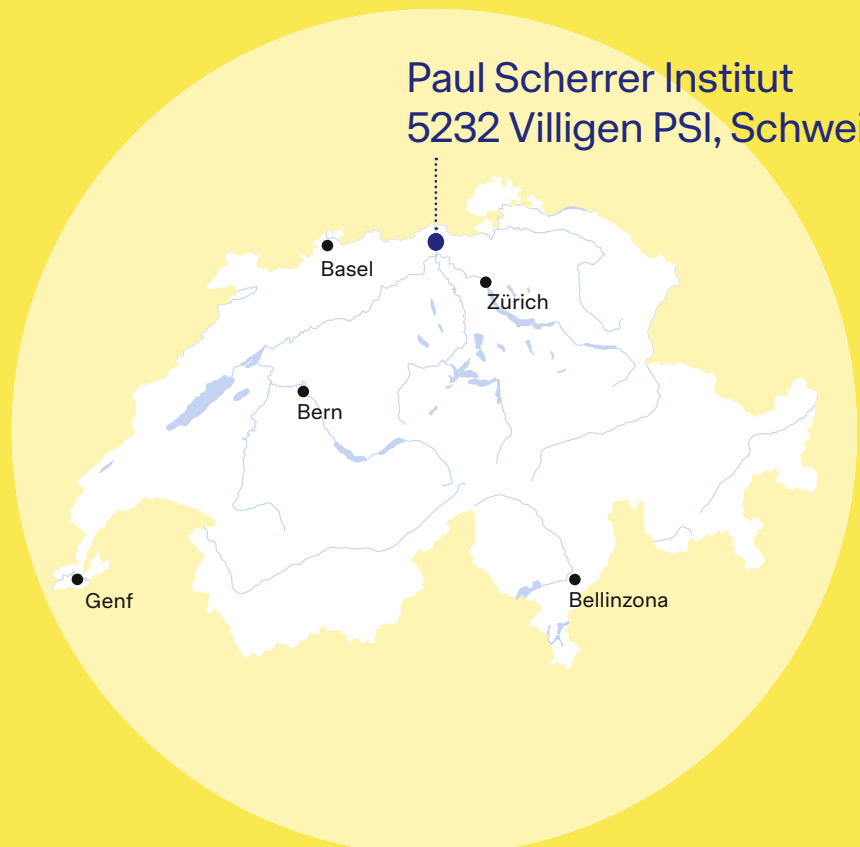 Paul Scherrer Institut
5232 Villigen PSI, Schwei
Basel
Zürich
Bern
Genf
Bellinzona